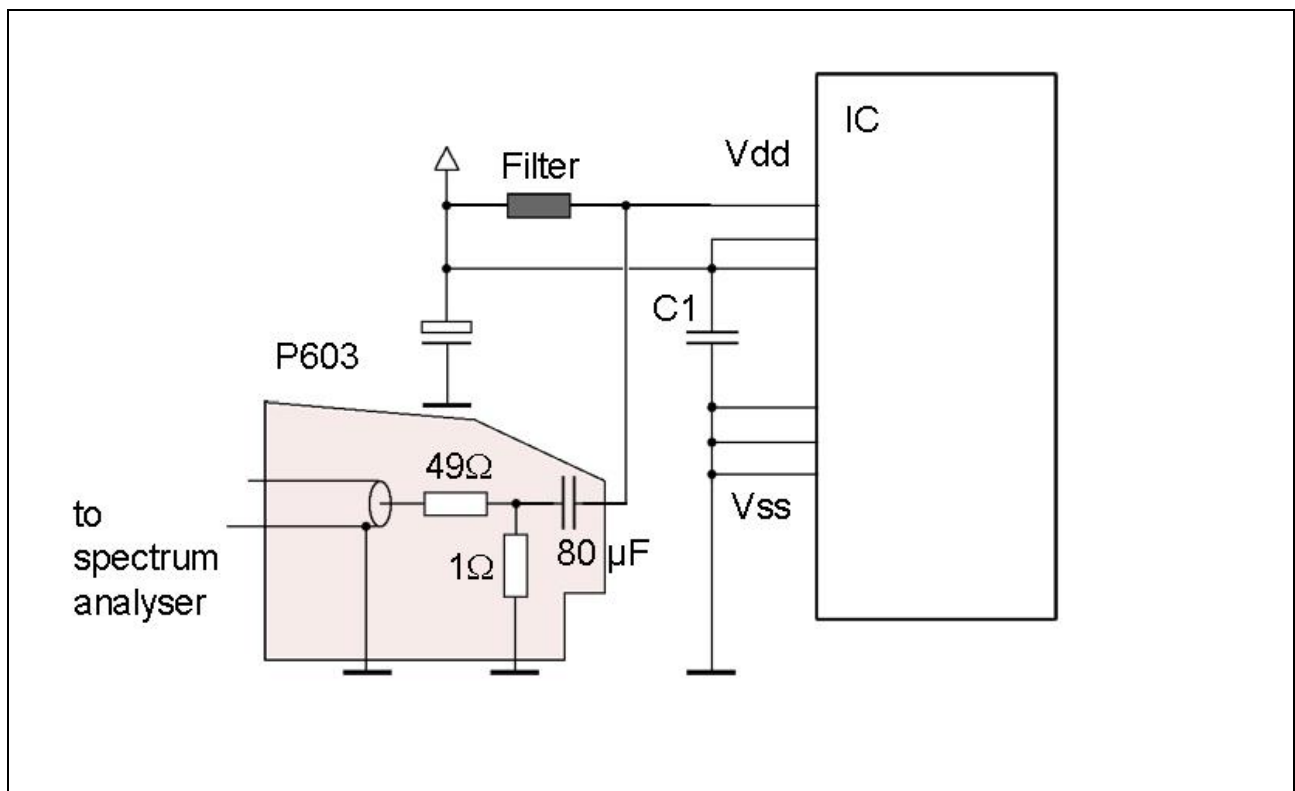 IC
Vdd
Filter
C1
P603
49Ω
Vss
to
spectrum
analyser
1Ω
80 µF